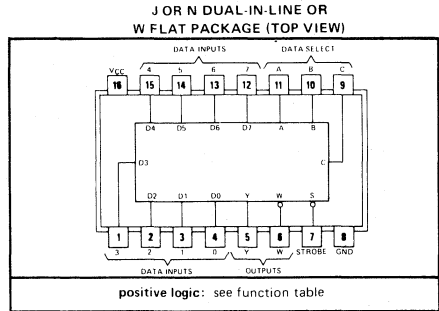 J OR N DUAL-IN-LINE OR
W FLAT PACKAGE (TOP VIEW)
DATA INPUTS DATA SELECT
VCC 4 5 6 7 A B C
16 15 14 13 12 11 10 9
D4 D5 D6 D7 A B
D3 C
D2 D1 D0 Y W S
1 2 3 4 5 6 7 8
3 2 1 0 Y W STROBE GND
DATA INPUTS OUTPUTS
positive logic: see function table